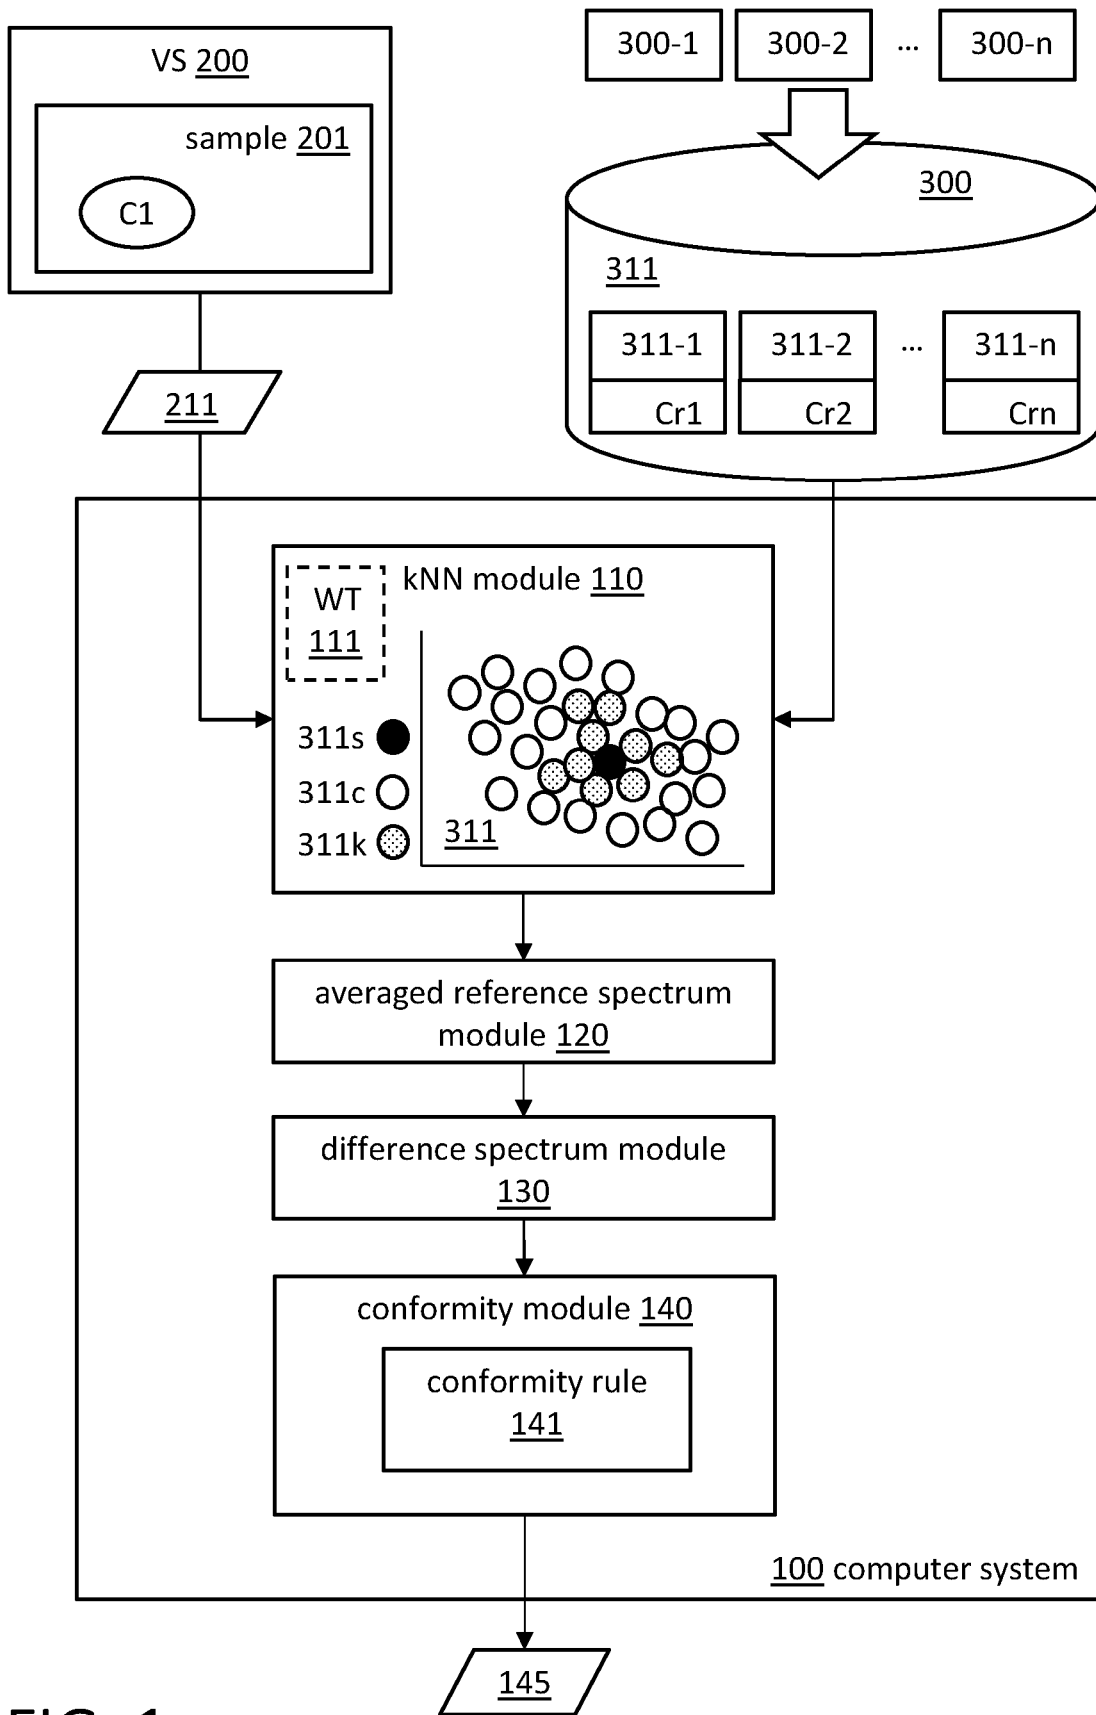 VS 200
sample 201
C1
211
300-1 300-2 ... 300-n
300
311
311-1 311-2 ... 311-n
Cr1 Cr2 Crn
WT
111
kNN module 110
311s
311c
311k
311
averaged reference spectrum
module 120
difference spectrum module
130
conformity module 140
conformity rule
141
100 computer system
145
FIG. 1